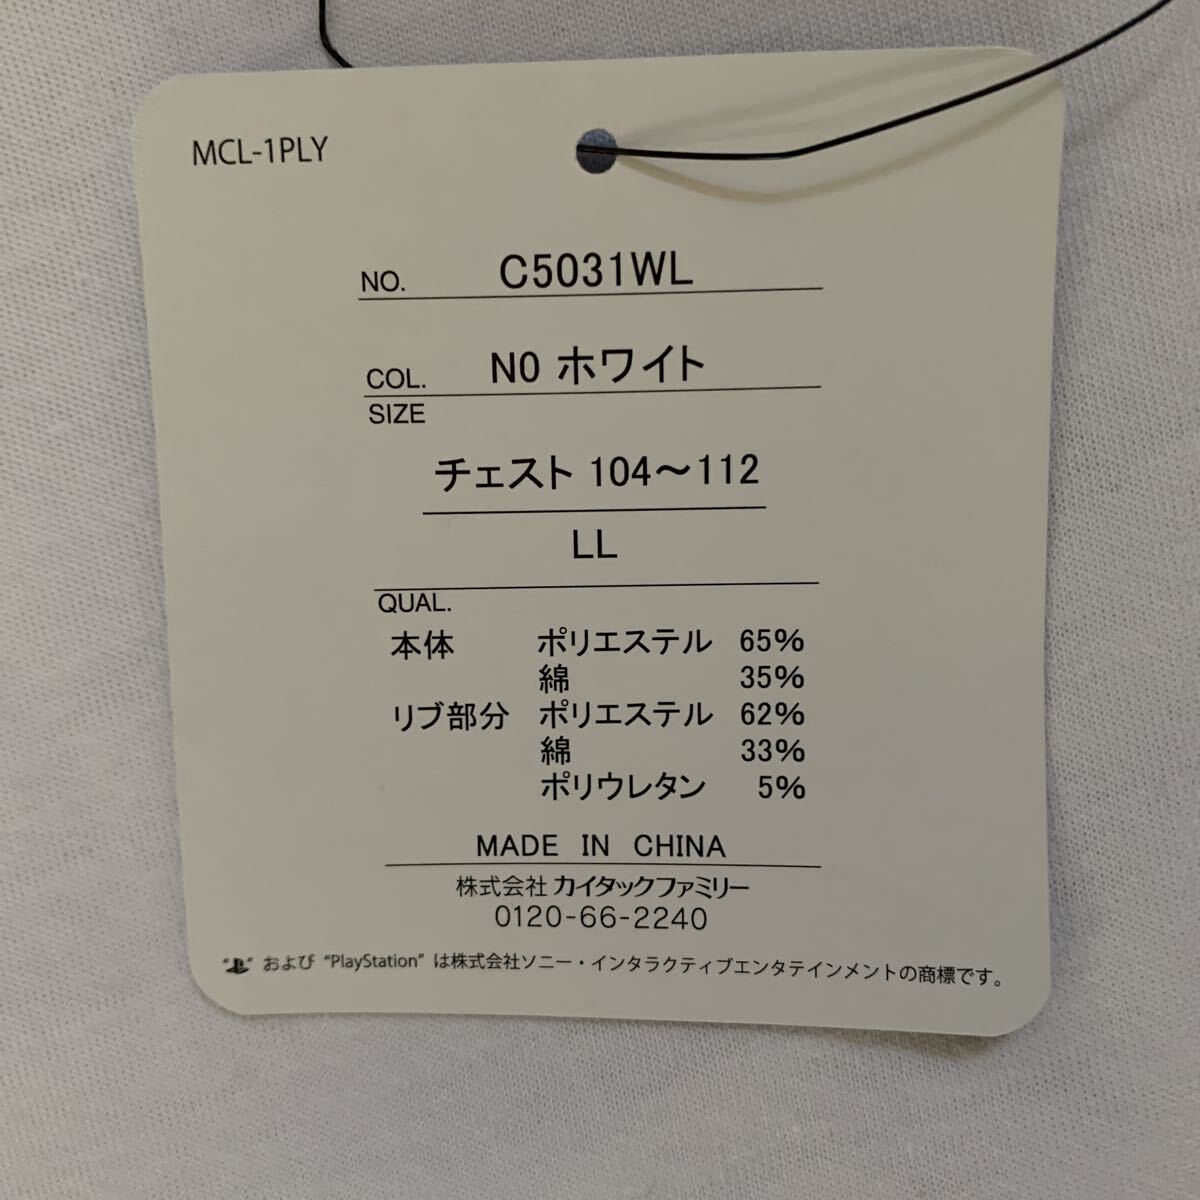 MCL-1PLY
NO. C5031WL
COL. N0 ホワイト
SIZE
チェスト 104～112
LL
QUAL.
本体 ポリエステル 65%
綿 35%
リブ部分 ポリエステル 62%
綿 33%
ポリウレタン 5%
MADE IN CHINA
株式会社 カイタックファミリー
0120-66-2240
“PS” および “PlayStation” は株式会社ソニー・インタラクティブエンタテインメントの商標です。